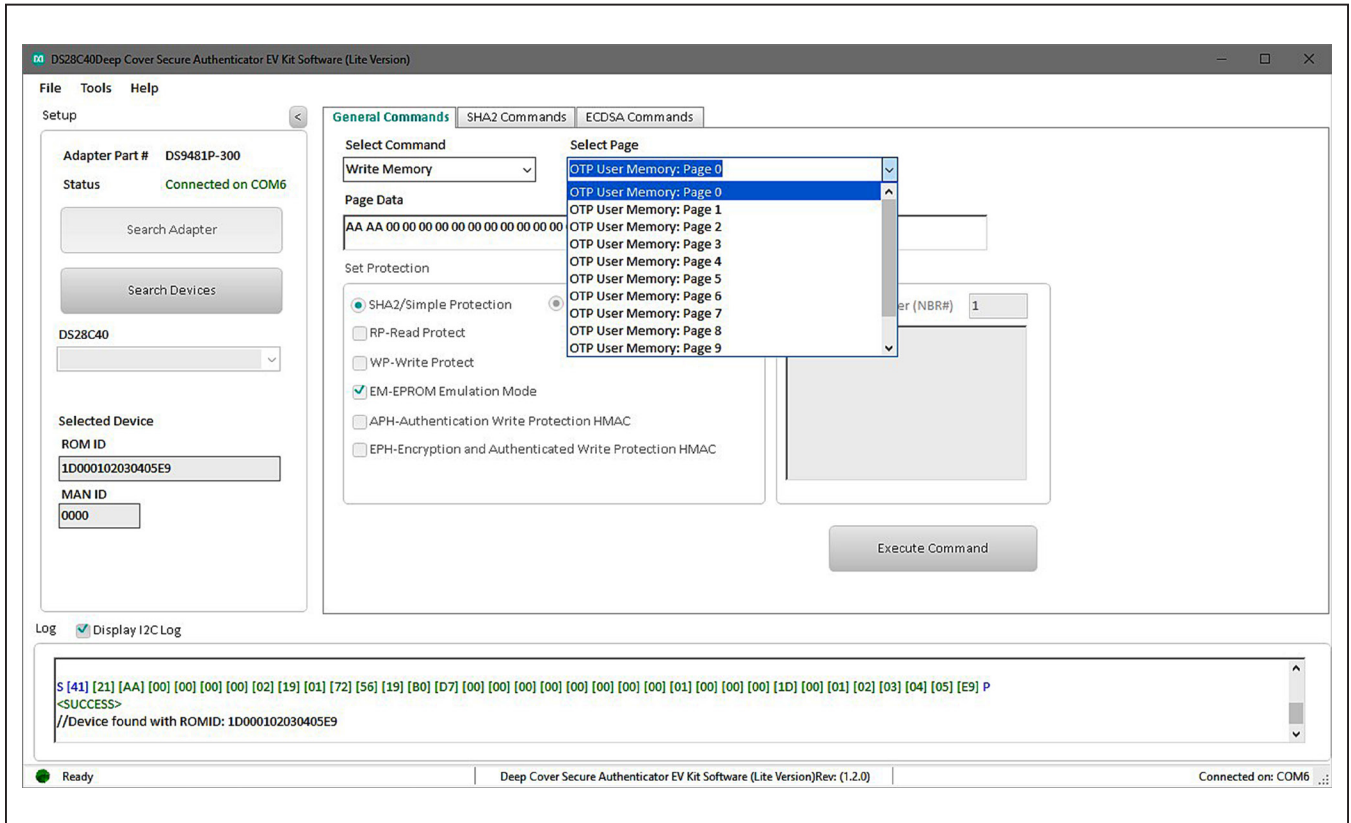 DS28C40Deep Cover Secure Authenticator EV Kit Software (Lite Version)
File Tools Help
Setup <
Adapter Part # DS9481P-300
Status Connected on COM6
Search Adapter
Search Devices
DS28C40
Selected Device
ROM ID
1D000102030405E9
MAN ID
0000
General Commands SHA2 Commands ECDSA Commands
Select Command Select Page
Write Memory OTP User Memory: Page 0
OTP User Memory: Page 0
OTP User Memory: Page 1
OTP User Memory: Page 2
OTP User Memory: Page 3
OTP User Memory: Page 4
OTP User Memory: Page 5
OTP User Memory: Page 6
OTP User Memory: Page 7
OTP User Memory: Page 8
OTP User Memory: Page 9
Page Data
AA AA 00 00 00 00 00 00 00 00 00 00 00
Set Protection
SHA2/Simple Protection
(NBR#) 1
RP-Read Protect
WP-Write Protect
EM-EPROM Emulation Mode
APH-Authentication Write Protection HMAC
EPH-Encryption and Authenticated Write Protection HMAC
Execute Command
Log Display I2C Log
S [41] [21] [AA] [00] [00] [00] [00] [02] [19] [01] [72] [56] [19] [B0] [D7] [00] [00] [00] [00] [00] [00] [00] [00] [01] [00] [00] [00] [1D] [00] [01] [02] [03] [04] [05] [E9] P
<SUCCESS>
//Device found with ROMID: 1D000102030405E9
Ready Deep Cover Secure Authenticator EV Kit Software (Lite Version)Rev: (1.2.0) Connected on: COM6